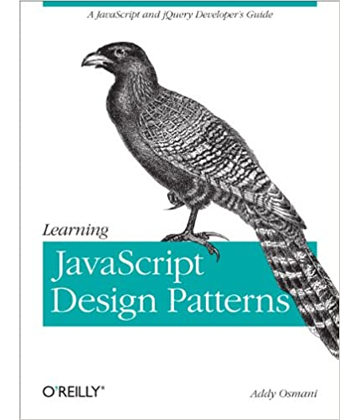 A JavaScript and jQuery Developer's Guide
Learning
JavaScript
Design Patterns
O'REILLY®
Addy Osmani